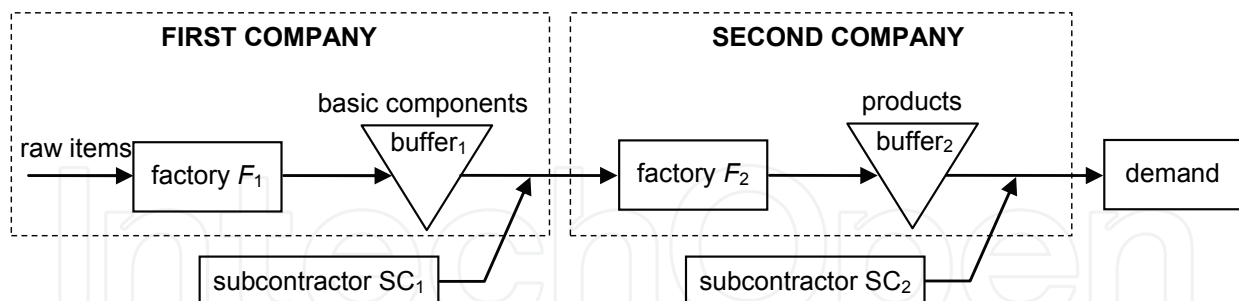 FIRST COMPANY
SECOND COMPANY
basic components
products
raw items
buffer₁
buffer₂
factory F₁
factory F₂
demand
subcontractor SC₁
subcontractor SC₂
IntechOpen